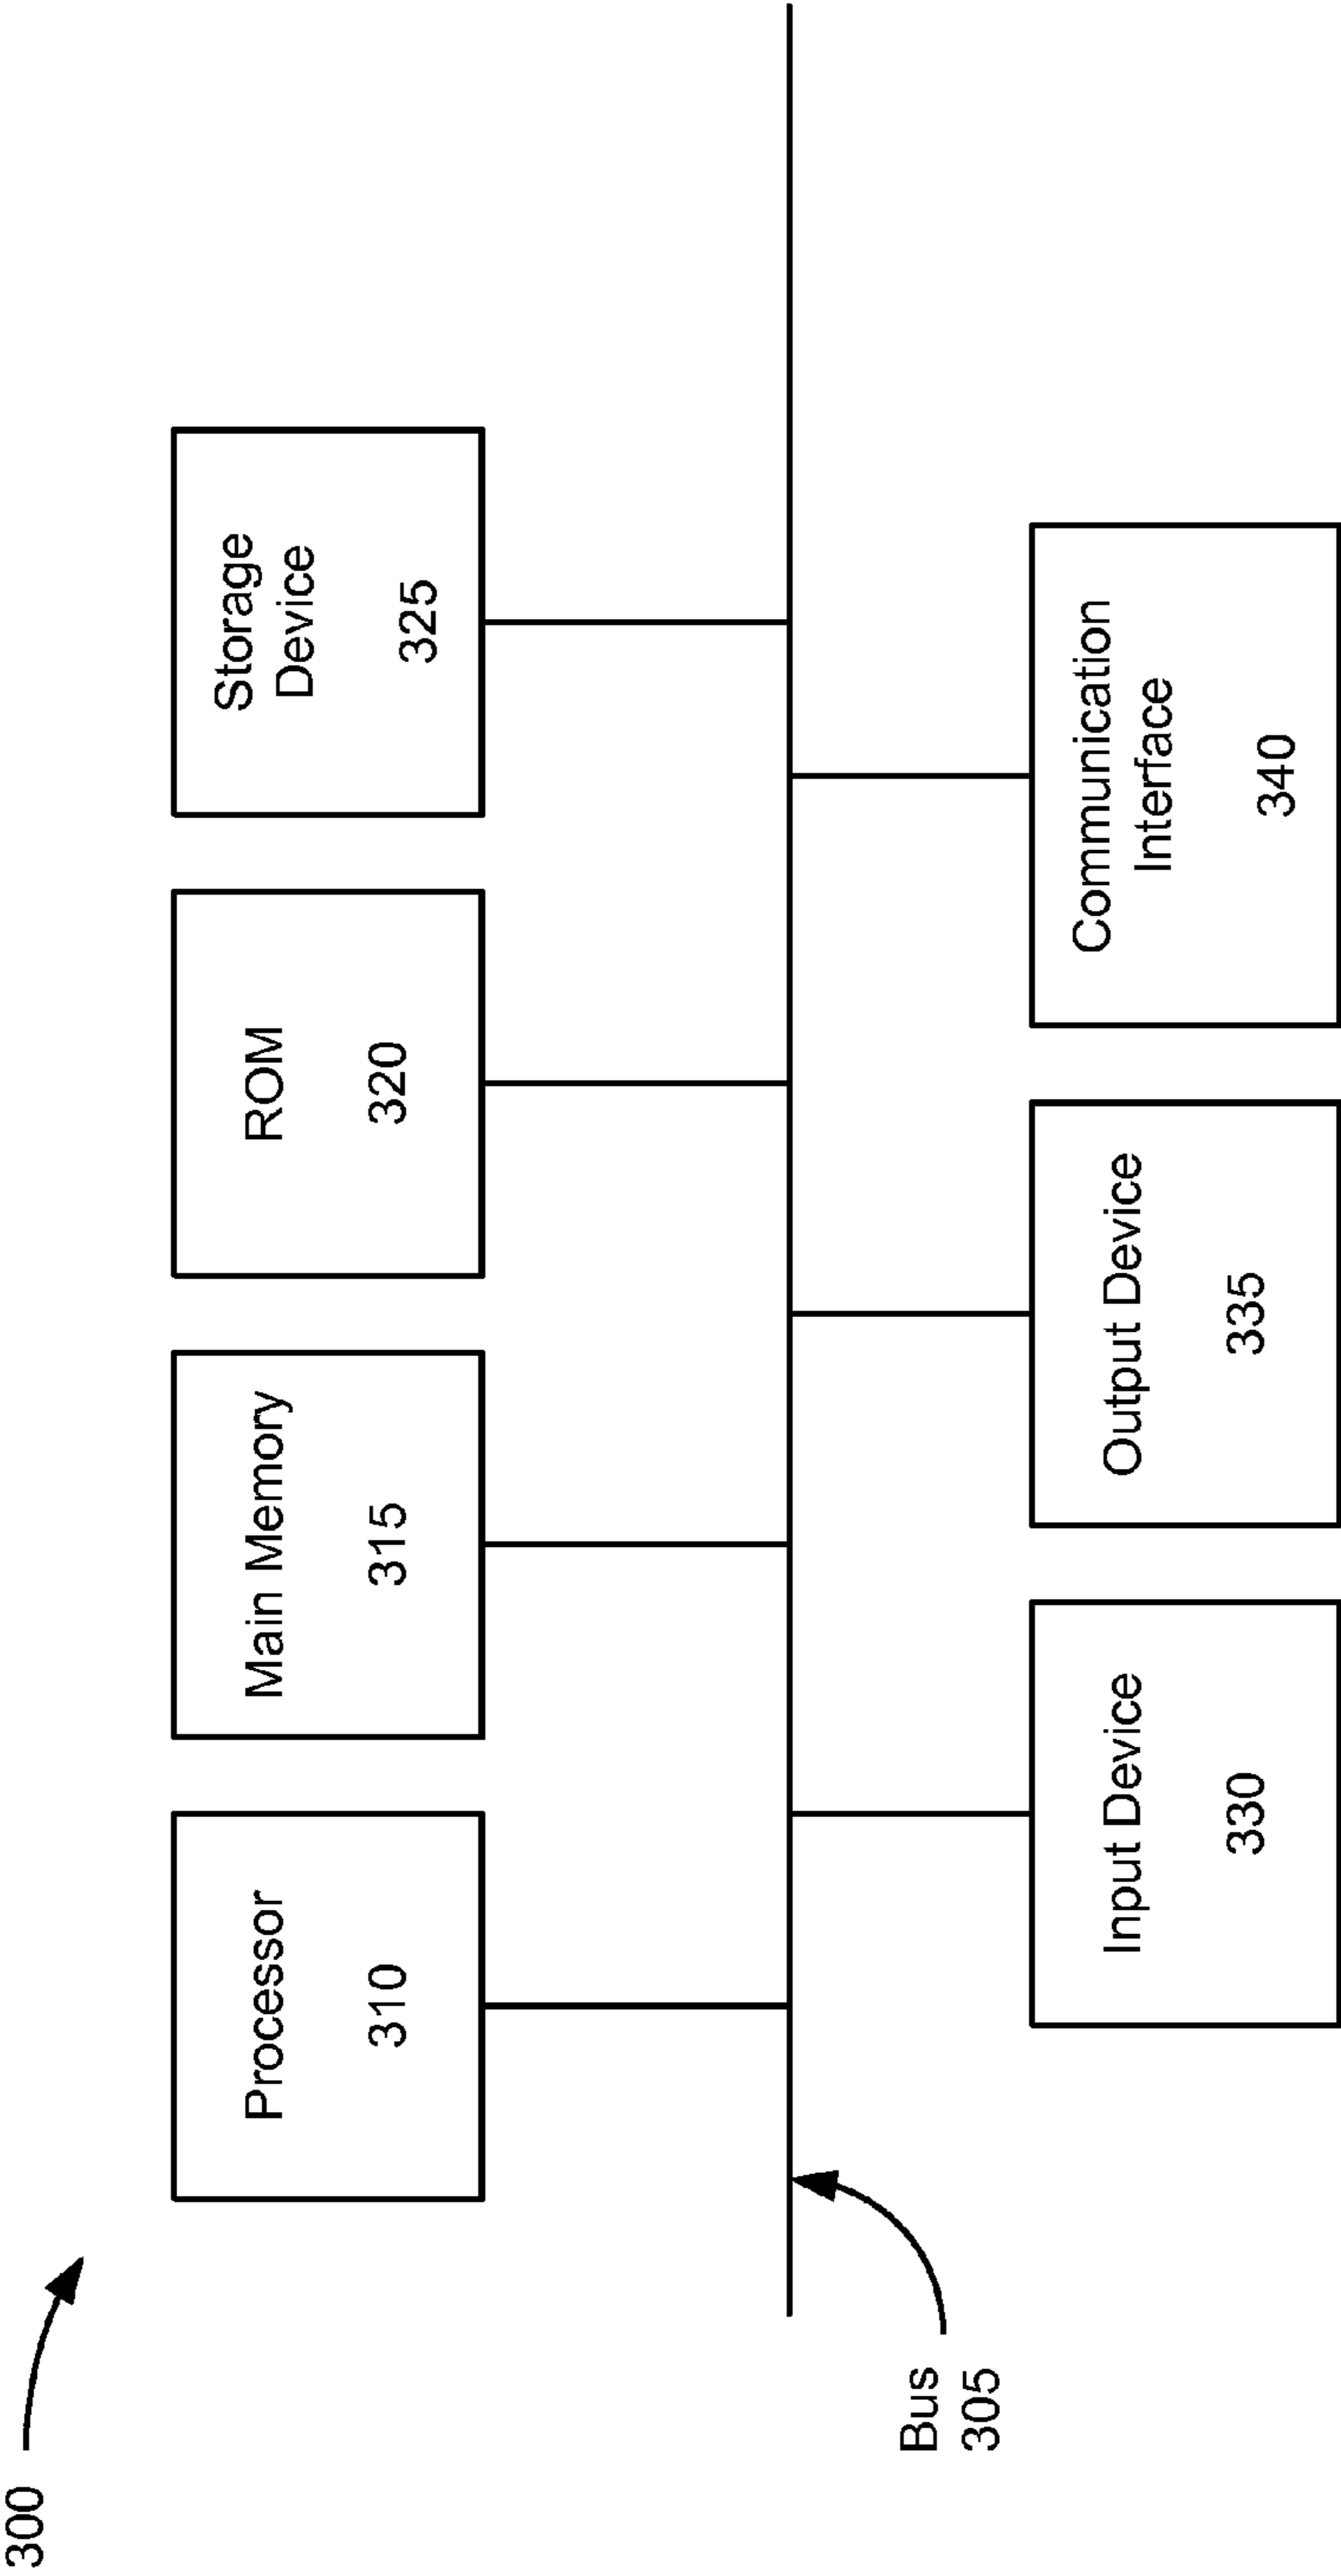 300
Processor
310
Main Memory
315
ROM
320
Storage
Device
325
Bus
305
Input Device
330
Output Device
335
Communication
Interface
340